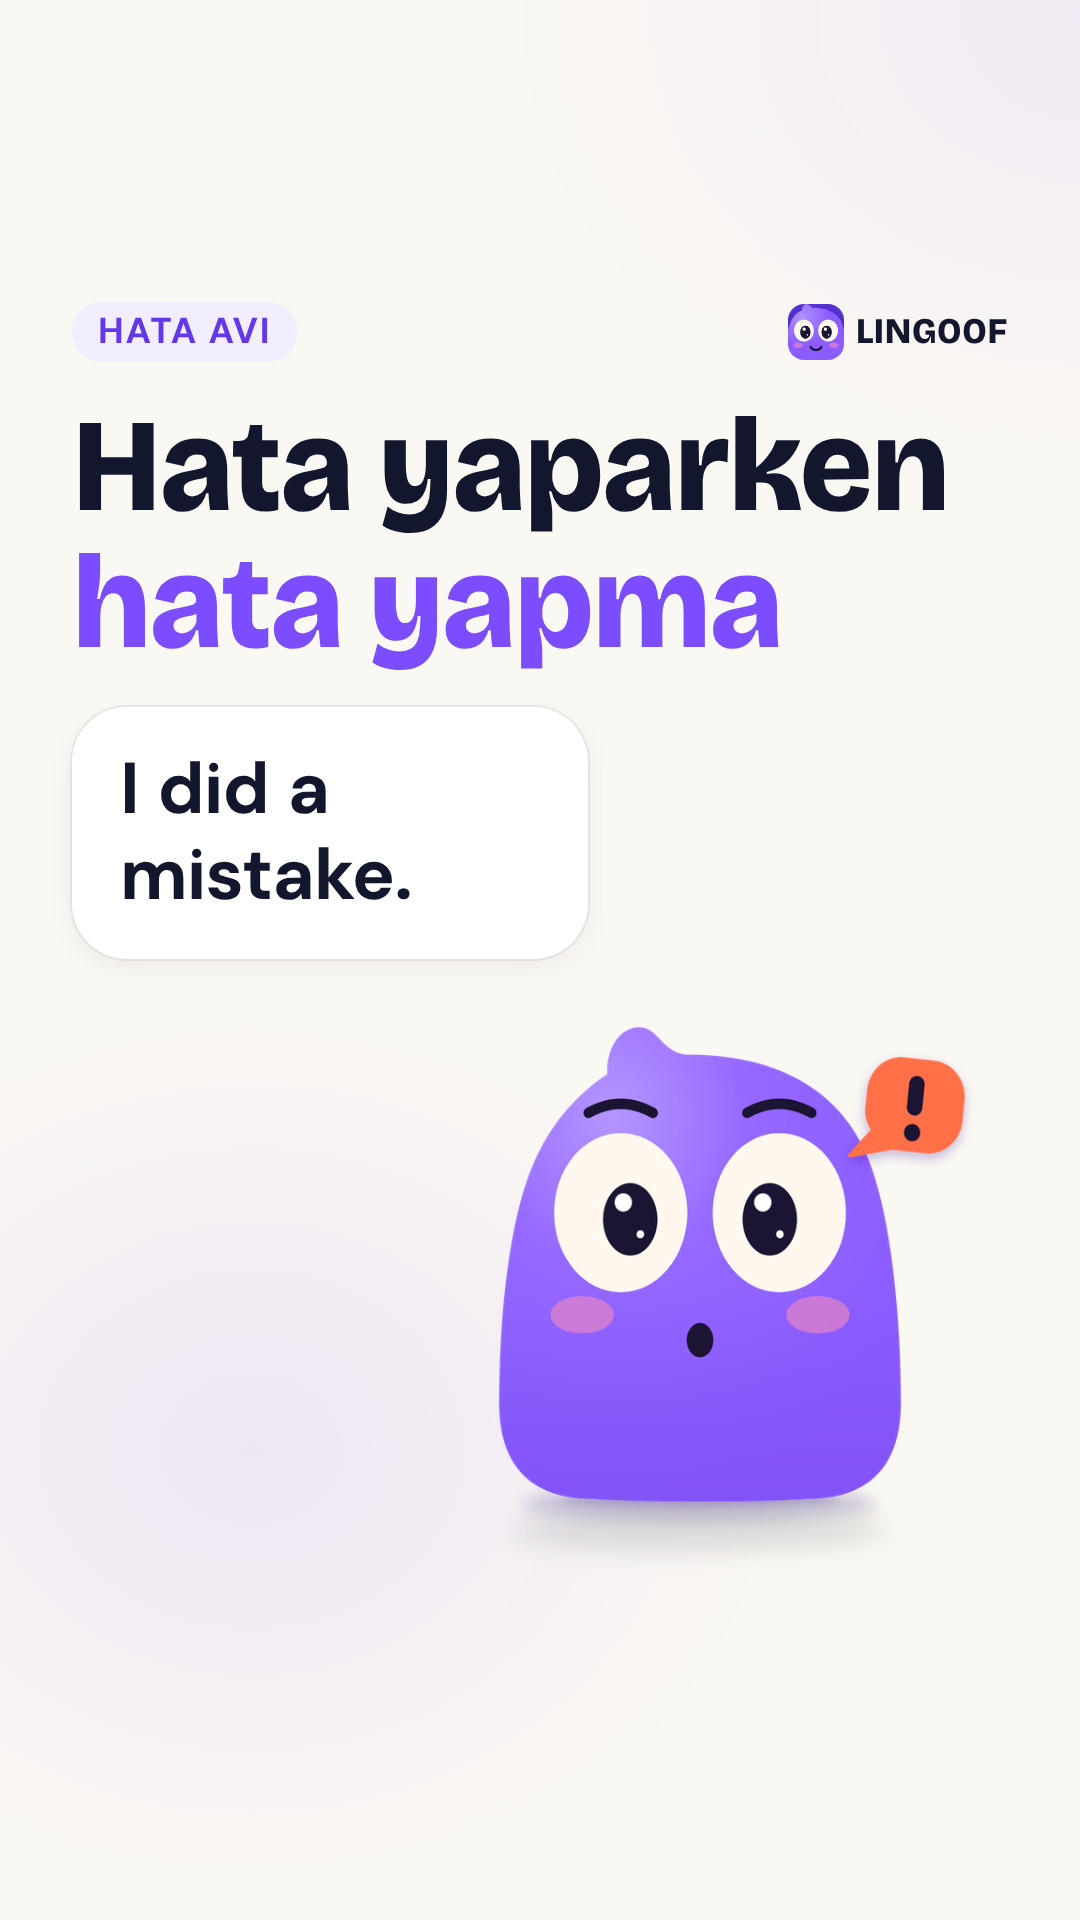 HATA AVI
LINGOOF
Hata yaparken
hata yapma
I did a
mistake.
!